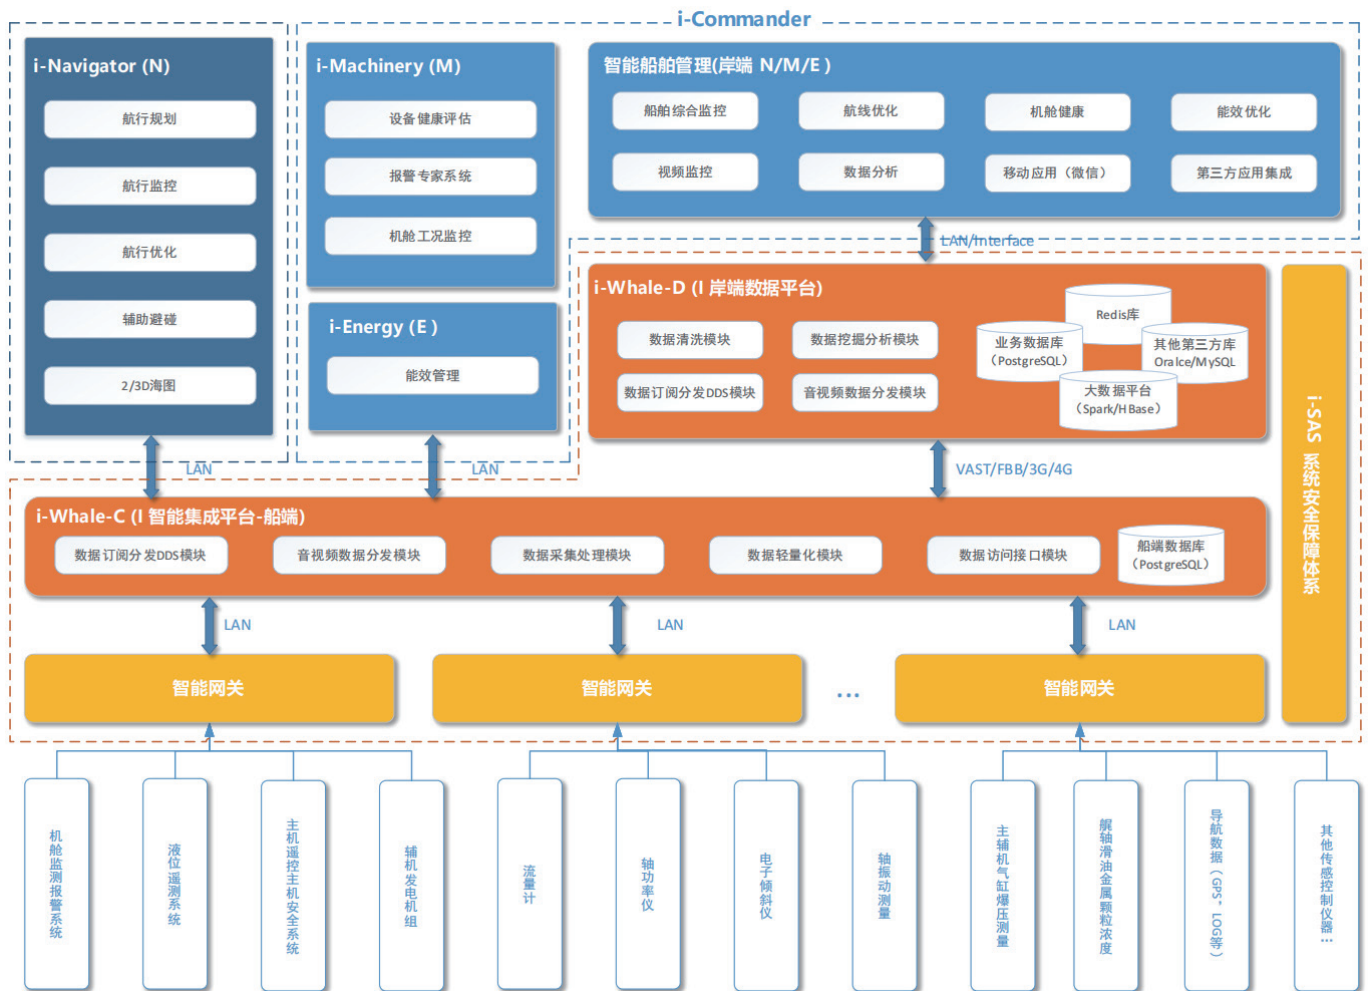 i-Commander
i-Navigator (N)
航行规划
航行监控
航行优化
辅助避碰
2/3D海图
i-Machinery (M)
设备健康评估
报警专家系统
机舱工况监控
i-Energy (E )
能效管理
智能船舶管理(岸端 N/M/E )
船舶综合监控
航线优化
机舱健康
能效优化
视频监控
数据分析
移动应用（微信）
第三方应用集成
LAN/Interface
i-Whale-D (I 岸端数据平台)
数据清洗模块
数据挖掘分析模块
数据订阅分发DDS模块
音视频数据分发模块
Redis库
业务数据库
（PostgreSQL）
其他第三方库
Oralce/MySQL
大数据平台
（Spark/HBase）
i-SAS 系统安全保障体系
LAN
LAN
VAST/FBB/3G/4G
i-Whale-C (I 智能集成平台-船端)
数据订阅分发DDS模块
音视频数据分发模块
数据采集处理模块
数据轻量化模块
数据访问接口模块
船端数据库
（PostgreSQL）
LAN
LAN
LAN
智能网关
智能网关
...
智能网关
机舱监测报警系统
液位遥测系统
主机遥控主机安全系统
辅机发电机组
流量计
轴功率仪
电子倾斜仪
轴振动测量
主辅机气缸爆压测量
艉轴滑油金属颗粒浓度
导航数据（GPS，LOG等）
其他传感控制仪器…